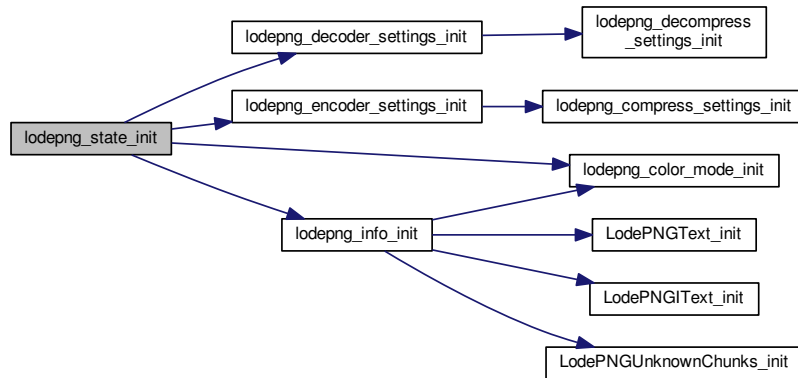 lodepng_decoder_settings_init
lodepng_decompress
_settings_init
lodepng_encoder_settings_init
lodepng_compress_settings_init
lodepng_state_init
lodepng_color_mode_init
lodepng_info_init
LodePNGText_init
LodePNGIText_init
LodePNGUnknownChunks_init